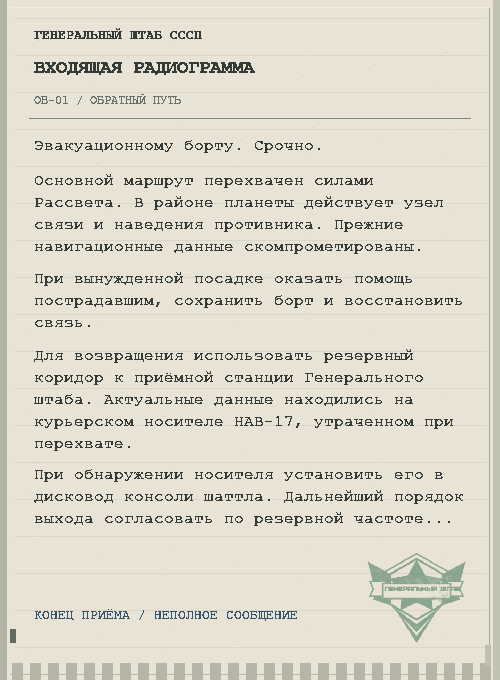 ГЕНЕРАЛЬНЫЙ ШТАБ СССП
ВХОДЯЩАЯ РАДИОГРАММА
ОВ-01 / ОБРАТНЫЙ ПУТЬ
Эвакуационному борту. Срочно.
Основной маршрут перехвачен силами
Рассвета. В районе планеты действует узел
связи и наведения противника. Прежние
навигационные данные скомпрометированы.
При вынужденной посадке оказать помощь
пострадавшим, сохранить борт и восстановить
связь.
Для возвращения использовать резервный
коридор к приёмной станции Генерального
штаба. Актуальные данные находились на
курьерском носителе НАВ-17, утраченном при
перехвате.
При обнаружении носителя установить его в
дисковод консоли шаттла. Дальнейший порядок
выхода согласовать по резервной частоте...
ГЕНЕРАЛЬНЫЙ ШТАБ
КОНЕЦ ПРИЁМА / НЕПОЛНОЕ СООБЩЕНИЕ